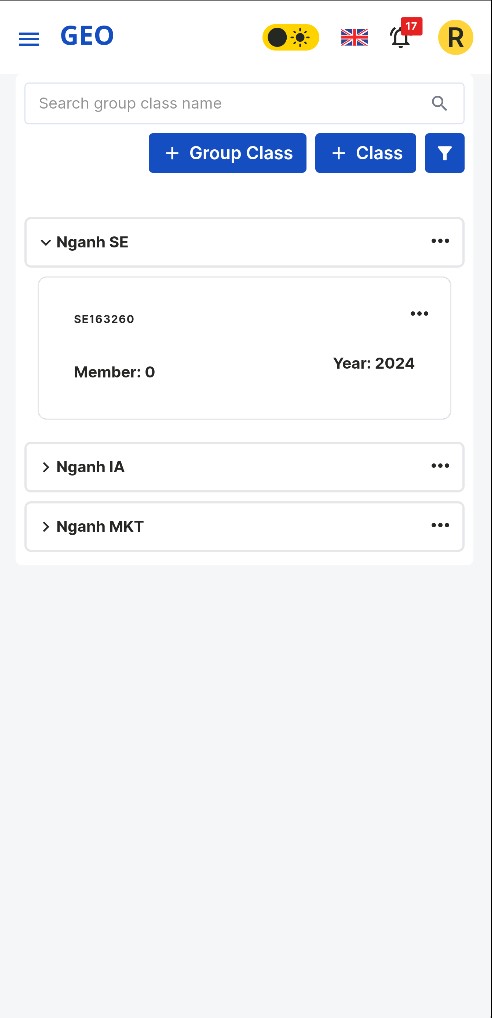 GEO
17
R
Search group class name
+ Group Class
+ Class
Nganh SE
SE163260
Member: 0
Year: 2024
Nganh IA
Nganh MKT